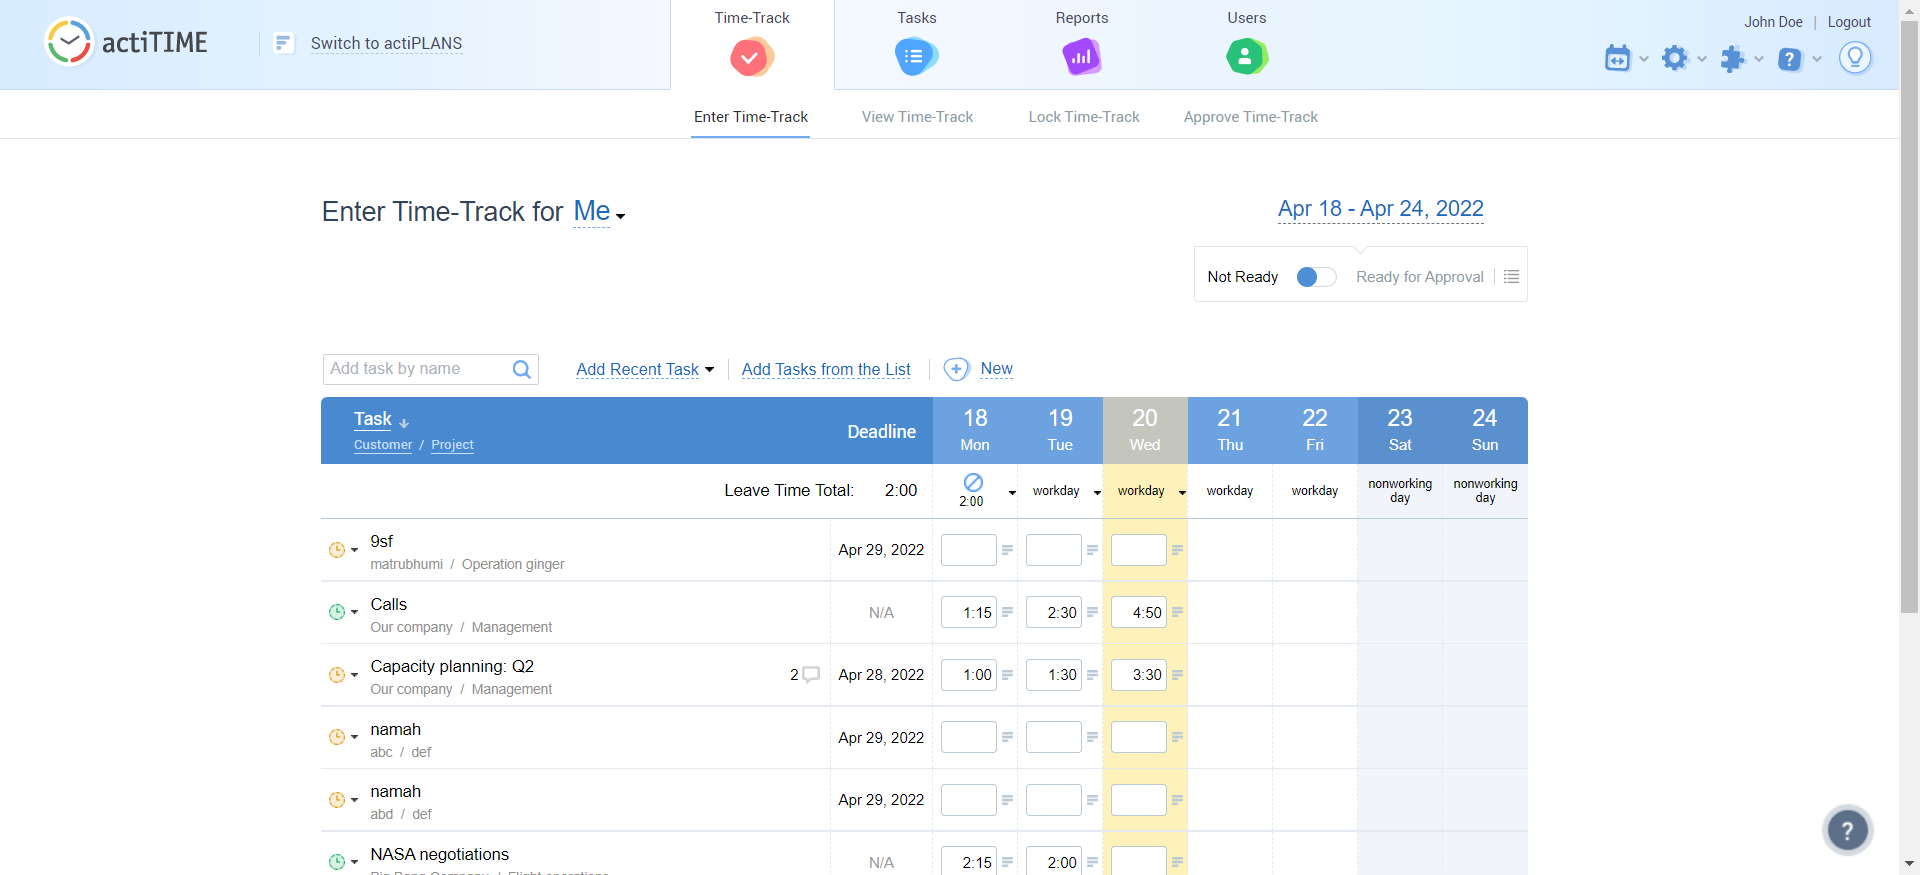 actiTIME
Switch to actiPLANS
Time-Track
Tasks
Reports
Users
John Doe | Logout
Enter Time-Track
View Time-Track
Lock Time-Track
Approve Time-Track
Enter Time-Track for Me
Apr 18 - Apr 24, 2022
Not Ready
Ready for Approval
Add task by name
Add Recent Task
Add Tasks from the List
New
Task
Customer / Project
Deadline
18 Mon
19 Tue
20 Wed
21 Thu
22 Fri
23 Sat
24 Sun
Leave Time Total: 2:00
2:00
workday
workday
workday
workday
nonworking day
nonworking day
9sf
matrubhumi / Operation ginger
Apr 29, 2022
Calls
Our company / Management
N/A 1:15 2:30 4:50
Capacity planning: Q2
Our company / Management
2 Apr 28, 2022 1:00 1:30 3:30
namah
abc / def
Apr 29, 2022
namah
abd / def
Apr 29, 2022
NASA negotiations
N/A 2:15 2:00
Big Bang Company / Flight operations
?